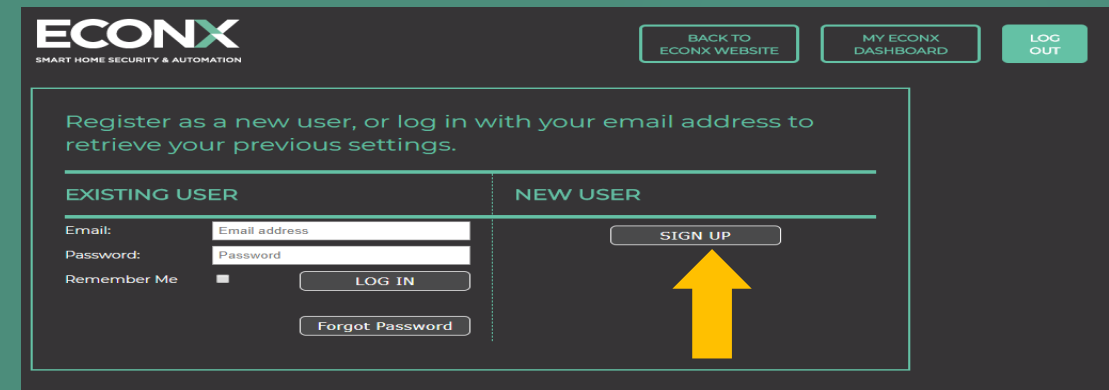 ECONX
SMART HOME SECURITY & AUTOMATION
BACK TO
ECONX WEBSITE
MY ECONX
DASHBOARD
LOG
OUT
Register as a new user, or log in with your email address to
retrieve your previous settings.
EXISTING USER
NEW USER
Email:
Email address
SIGN UP
Password:
Password
Remember Me
LOG IN
Forgot Password